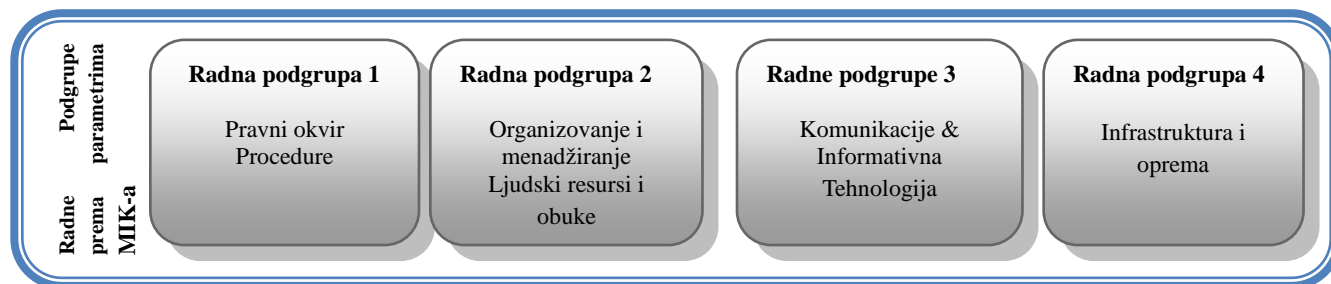 Radne Podgrupe
prema parametrima
MIK-a
Radna podgrupa 1
Pravni okvir
Procedure
Radna podgrupa 2
Organizovanje i
menadžiranje
Ljudski resursi i
obuke
Radne podgrupe 3
Komunikacije &
Informativna
Tehnologija
Radna podgrupa 4
Infrastruktura i
oprema